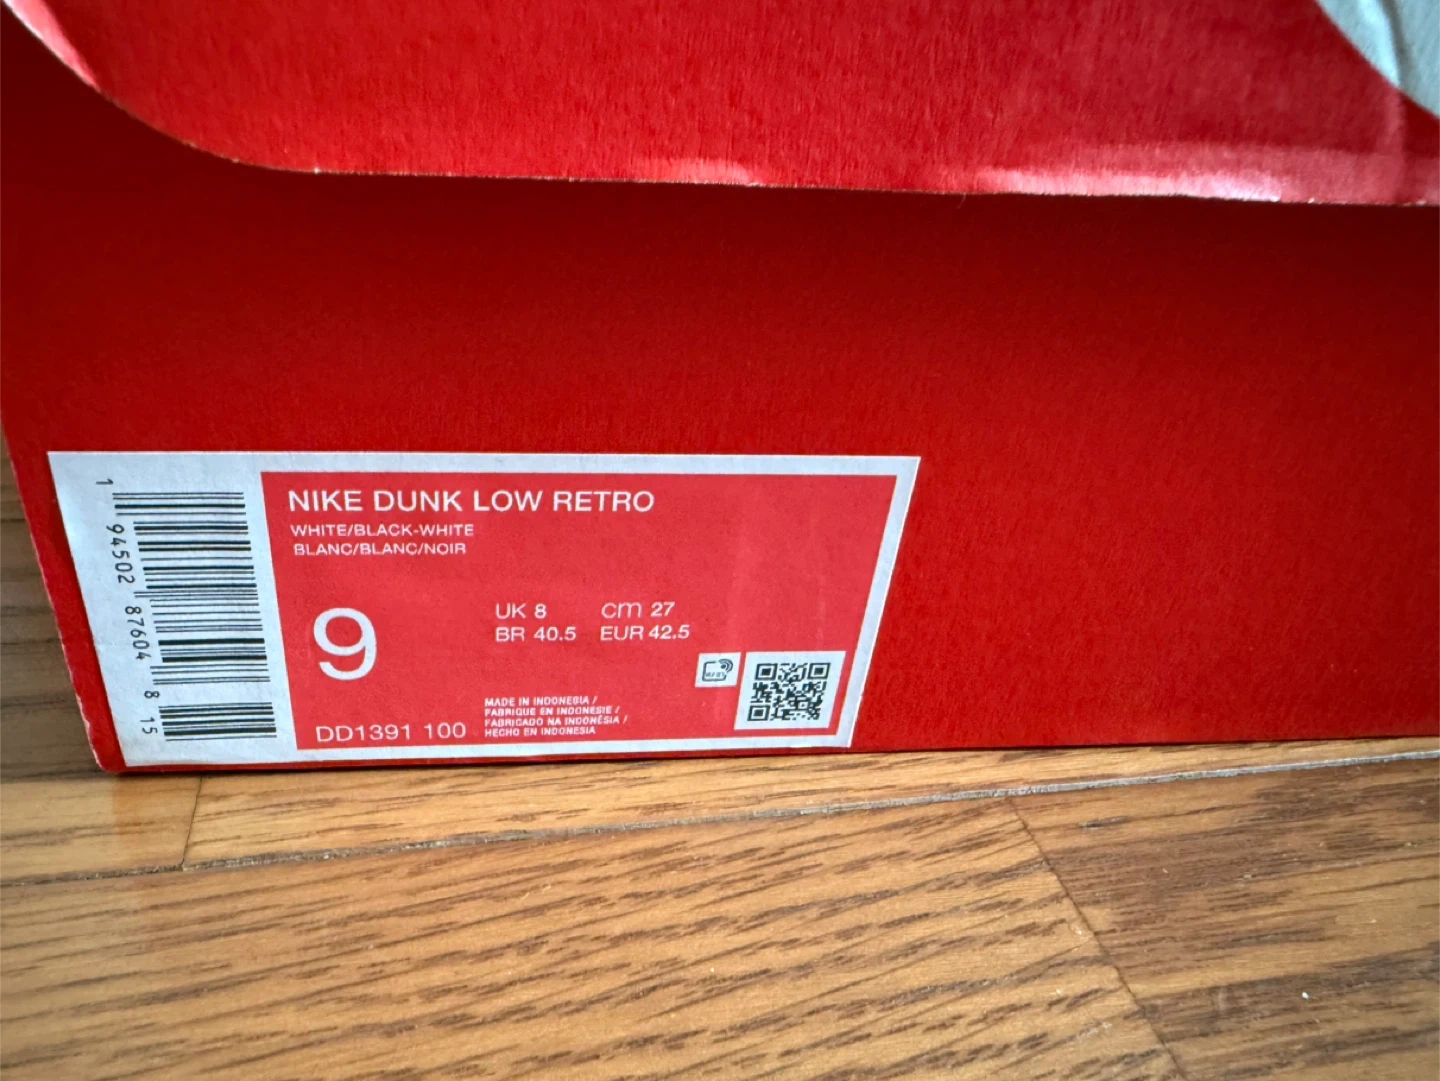 1 94502 87604 8 15
NIKE DUNK LOW RETRO
WHITE/BLACK-WHITE
BLANC/BLANC/NOIR
9
UK 8 cm 27
BR 40.5 EUR 42.5
DD1391 100
MADE IN INDONESIA /
FABRIQUE EN INDONESIE /
FABRICADO NA INDONÉSIA /
HECHO EN INDONESIA